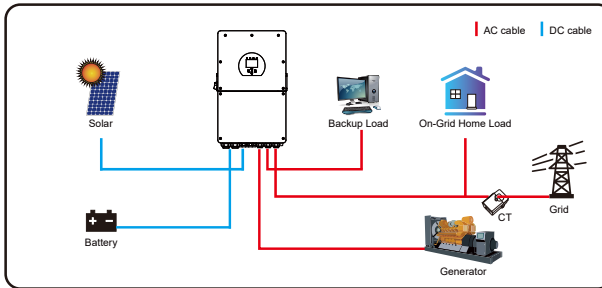 AC cable DC cable
Solar
Backup Load
On-Grid Home Load
CT
Grid
Battery
Generator